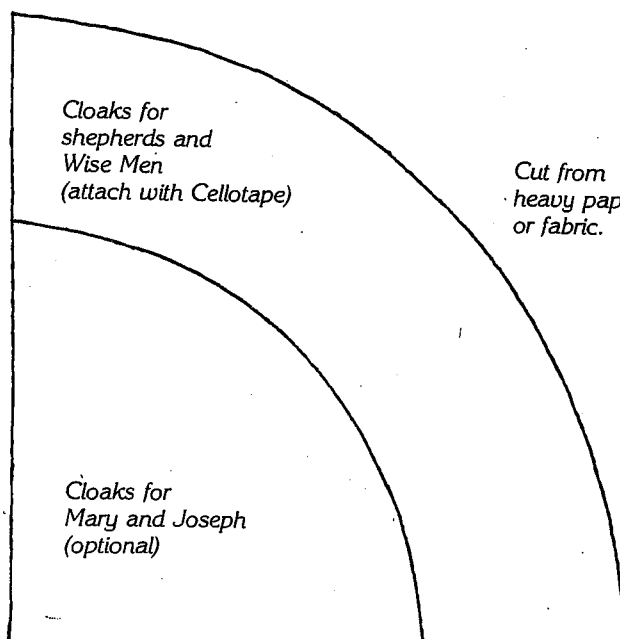 Cloaks for
shepherds and
Wise Men
(attach with Cellotape)
Cut from
heavy pap
or fabric.
Cloaks for
Mary and Joseph
(optional)